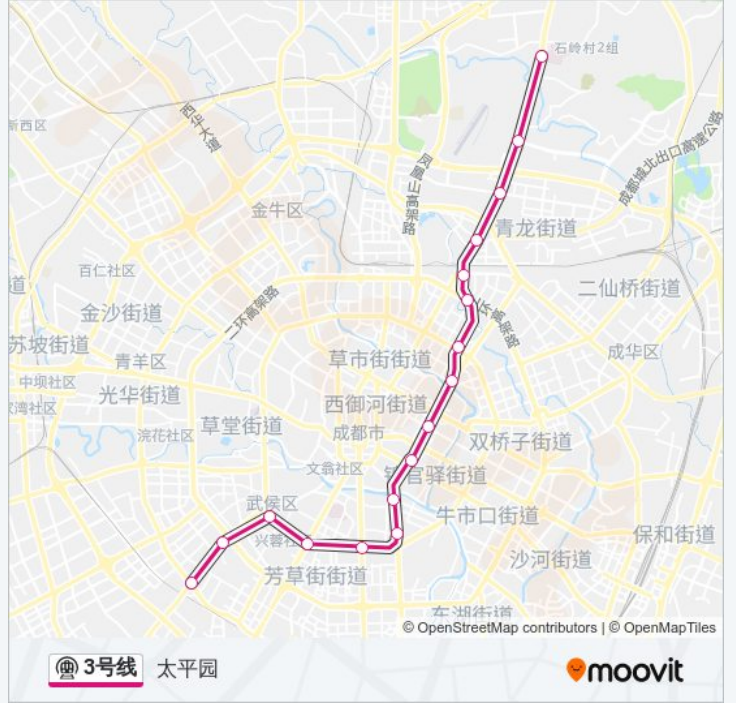 石岭村2组
西华大道
新西区
凤凰山高架路
成都城北出口高速公路
金牛区
青龙街道
百仁社区
二仙桥街道
道
金沙街道
二环高架路
二环高架路
苏坡街道
草市街街道
成华区
青羊区
中坝社区
光华街道
西御河街道
浣花社区
草堂街道
成都市
双桥子街道
文翁社区
官驿街道
武侯区
牛市口街道
兴蓉社
保和街道
沙河街道
芳草街街道
东湖街道
© OpenStreetMap contributors | © OpenMapTiles
3号线 太平园
moovit